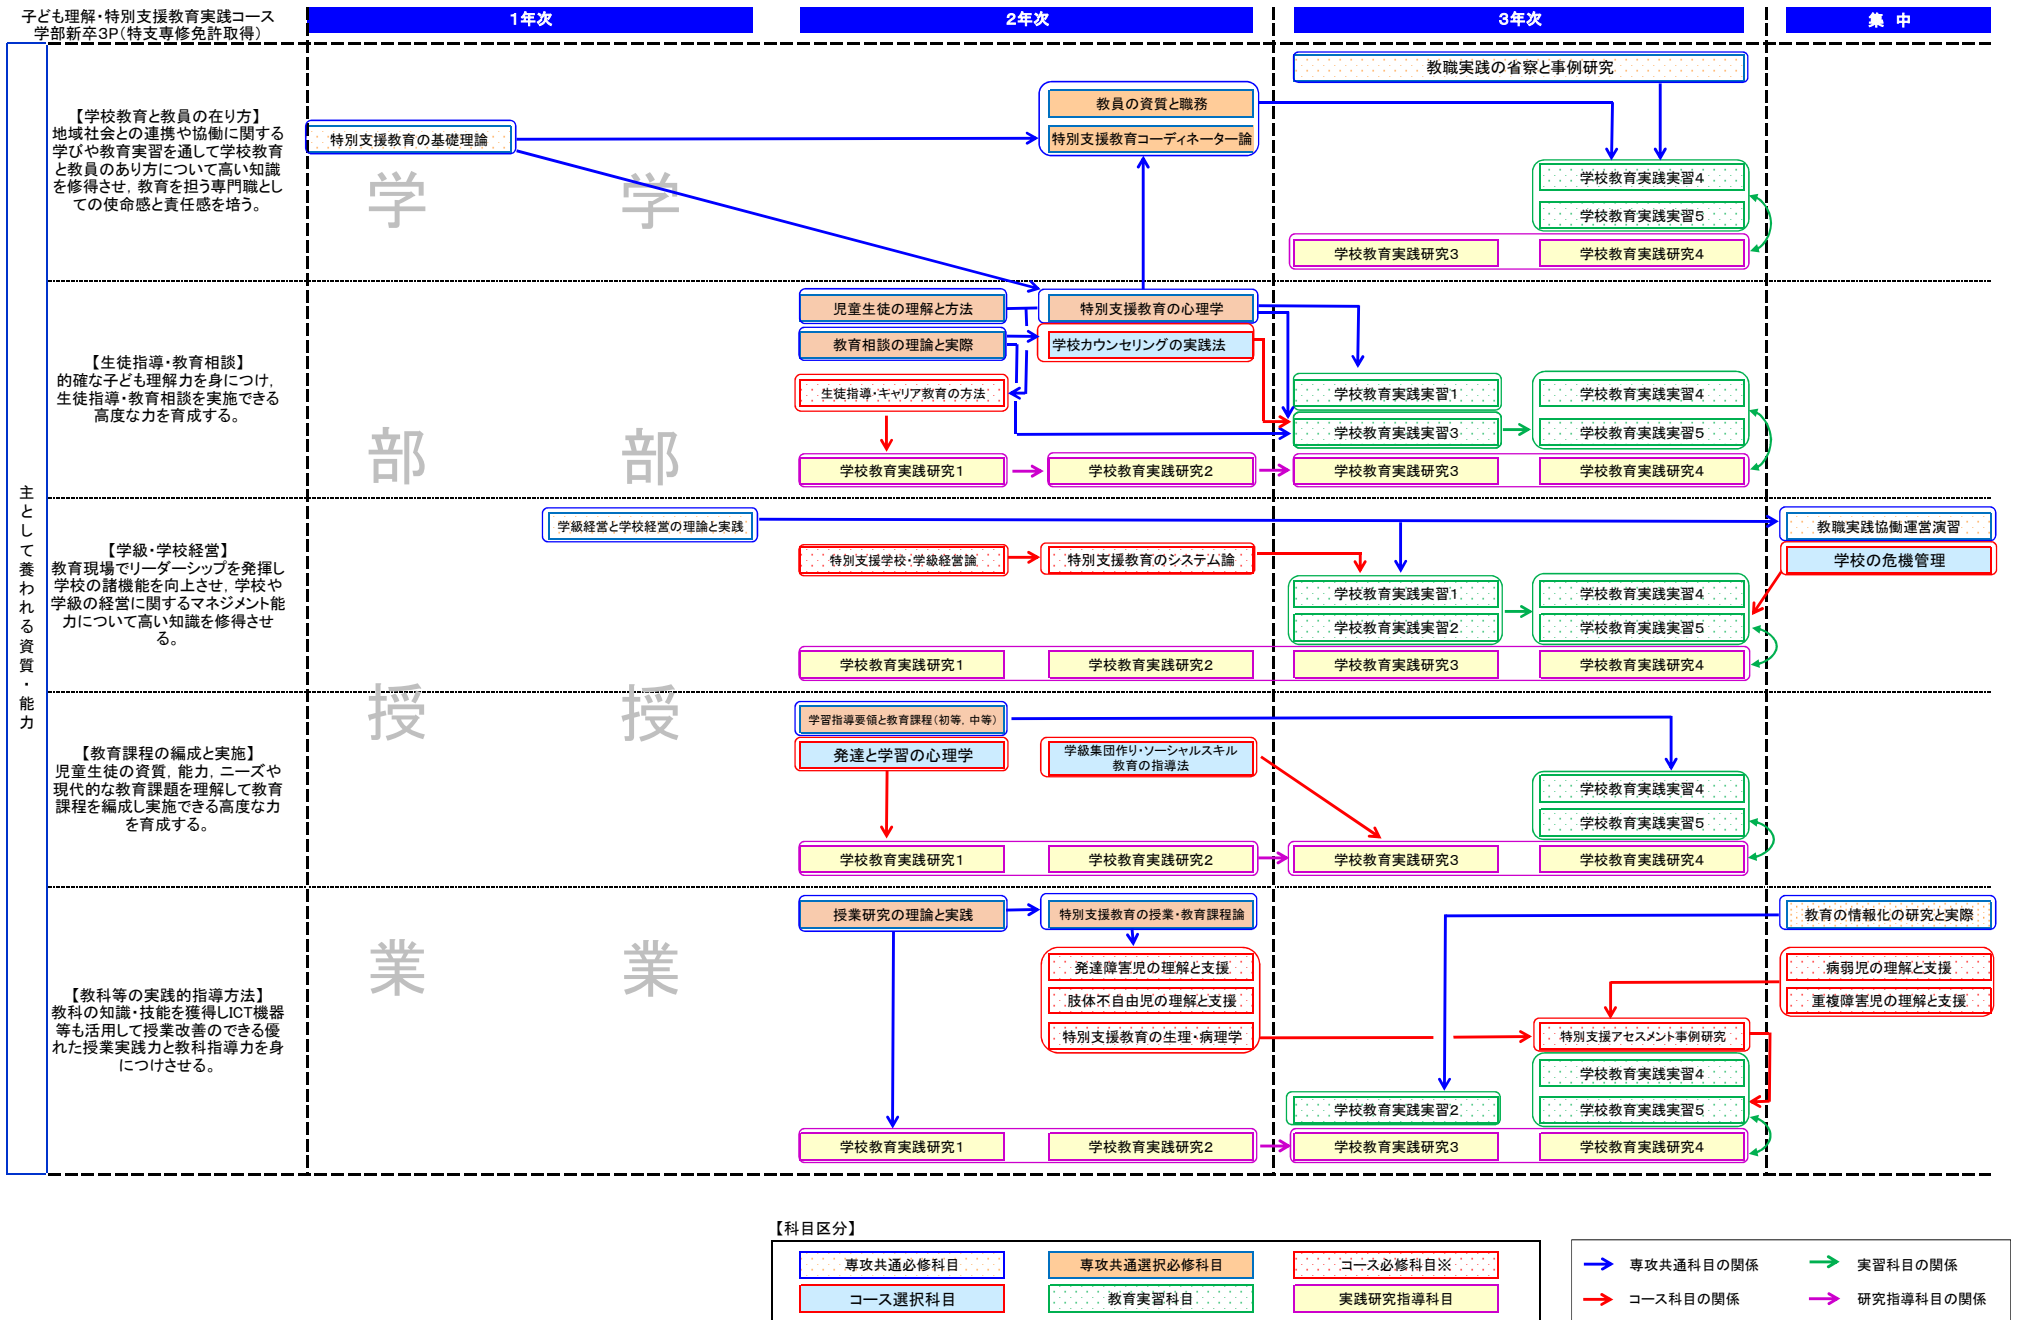 子ども理解・特別支援教育実践コース
学部新卒3P(特支専修免許取得)
1年次
2年次
3年次
集 中
主として養われる資質・能力
【学校教育と教員の在り方】
地域社会との連携や協働に関する
学びや教育実習を通して学校教育
と教員のあり方について高い知識
を修得させ, 教育を担う専門職とし
ての使命感と責任感を培う。
特別支援教育の基礎理論
教員の資質と職務
特別支援教育コーディネーター論
教職実践の省察と事例研究
学校教育実践実習4
学校教育実践実習5
学校教育実践研究3
学校教育実践研究4
学
学
【生徒指導・教育相談】
的確な子ども理解力を身につけ,
生徒指導・教育相談を実施できる
高度な力を育成する。
児童生徒の理解と方法
特別支援教育の心理学
教育相談の理論と実際
学校カウンセリングの実践法
生徒指導・キャリア教育の方法
学校教育実践実習1
学校教育実践実習4
学校教育実践実習3
学校教育実践実習5
学校教育実践研究1
学校教育実践研究2
学校教育実践研究3
学校教育実践研究4
部
部
【学級・学校経営】
教育現場でリーダーシップを発揮し
学校の諸機能を向上させ, 学校や
学級の経営に関するマネジメント能
力について高い知識を修得させ
る。
学級経営と学校経営の理論と実践
教職実践協働運営演習
特別支援学校・学級経営論
特別支援教育のシステム論
学校の危機管理
学校教育実践実習1
学校教育実践実習4
学校教育実践実習2
学校教育実践実習5
学校教育実践研究1
学校教育実践研究2
学校教育実践研究3
学校教育実践研究4
授
授
【教育課程の編成と実施】
児童生徒の資質, 能力, ニーズや
現代的な教育課題を理解して教育
課程を編成し実施できる高度な力
を育成する。
学習指導要領と教育課程(初等, 中等)
発達と学習の心理学
学級集団作り・ソーシャルスキル
教育の指導法
学校教育実践実習4
学校教育実践実習5
学校教育実践研究1
学校教育実践研究2
学校教育実践研究3
学校教育実践研究4
【教科等の実践的指導方法】
教科の知識・技能を獲得しICT機器
等も活用して授業改善のできる優
れた授業実践力と教科指導力を身
につけさせる。
業
業
授業研究の理論と実践
特別支援教育の授業・教育課程論
教育の情報化の研究と実際
発達障害児の理解と支援
病弱児の理解と支援
肢体不自由児の理解と支援
重複障害児の理解と支援
特別支援教育の生理・病理学
特別支援アセスメント事例研究
学校教育実践実習4
学校教育実践実習2
学校教育実践実習5
学校教育実践研究1
学校教育実践研究2
学校教育実践研究3
学校教育実践研究4
【科目区分】
専攻共通必修科目
専攻共通選択必修科目
コース必修科目※
コース選択科目
教育実習科目
実践研究指導科目
専攻共通科目の関係
実習科目の関係
コース科目の関係
研究指導科目の関係